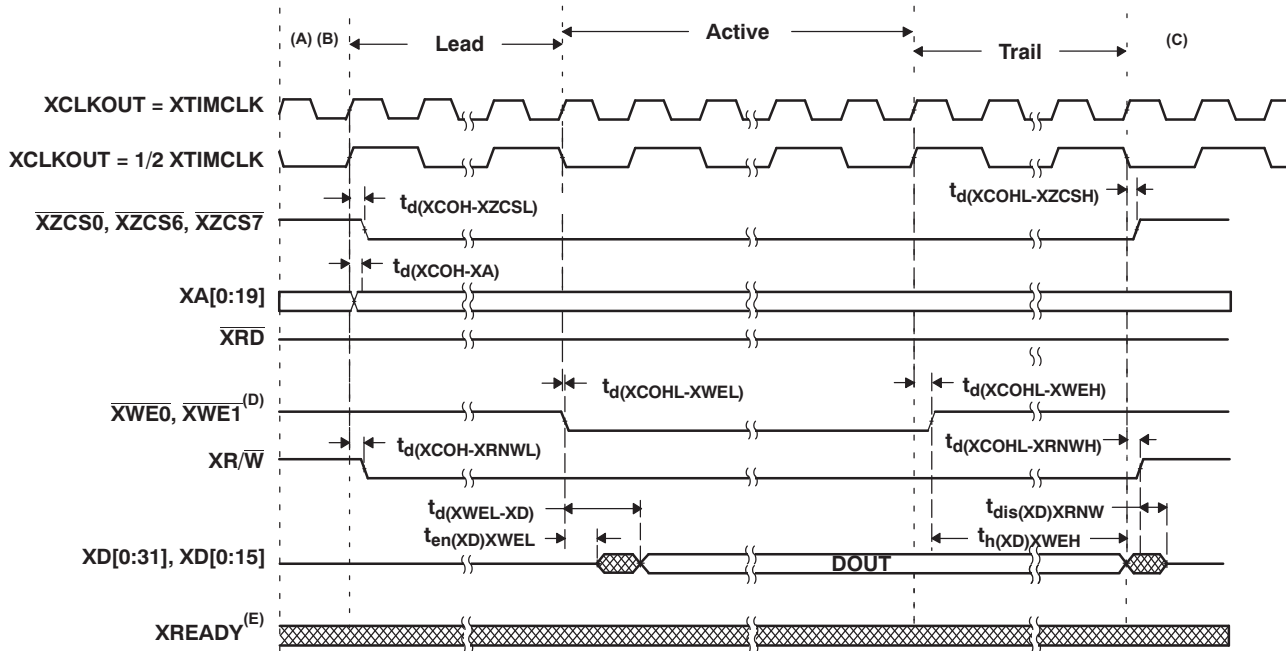 (A) (B)
Lead
Active
Trail
(C)
XCLKOUT = XTIMCLK
XCLKOUT = 1/2 XTIMCLK
td(XCOH-XZCSL)
td(XCOHL-XZCSH)
XZCS0, XZCS6, XZCS7
td(XCOH-XA)
XA[0:19]
XRD
td(XCOHL-XWEL)
td(XCOHL-XWEH)
XWE0, XWE1(D)
td(XCOH-XRNWL)
td(XCOHL-XRNWH)
XR/W
td(XWEL-XD)
tdis(XD)XRNW
ten(XD)XWEL
th(XD)XWEH
XD[0:31], XD[0:15]
DOUT
XREADY(E)